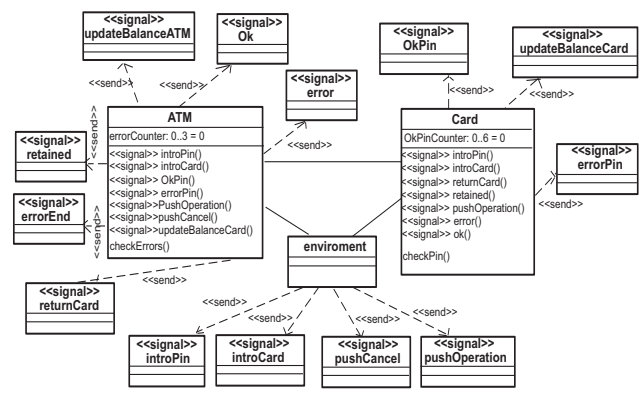 <<signal>>
updateBalanceATM
<<signal>>
Ok
<<signal>>
OkPin
<<signal>>
updateBalanceCard
<<send>>
<<send>>
<<signal>>
error
<<send>>
<<send>>
<<send>>
ATM
errorCounter: 0..3 = 0
<<signal>> introPin()
<<signal>> introCard()
<<signal>> OkPin()
<<signal>> errorPin()
<<signal>>PushOperation()
<<signal>>pushCancel()
<<signal>>updateBalanceCard()
checkErrors()
<<send>>
Card
OkPinCounter: 0..6 = 0
<<signal>> introPin()
<<signal>> introCard()
<<signal>> returnCard()
<<signal>> retained()
<<signal>> pushOperation()
<<signal>> error()
<<signal>> ok()
checkPin()
<<signal>>
retained
<<signal>>
errorPin
<<send>>
<<signal>>
errorEnd
<<send>>
enviroment
<<send>>
<<signal>>
returnCard
<<send>>
<<send>>
<<send>>
<<send>>
<<signal>>
introPin
<<signal>>
introCard
<<signal>>
pushCancel
<<signal>>
pushOperation